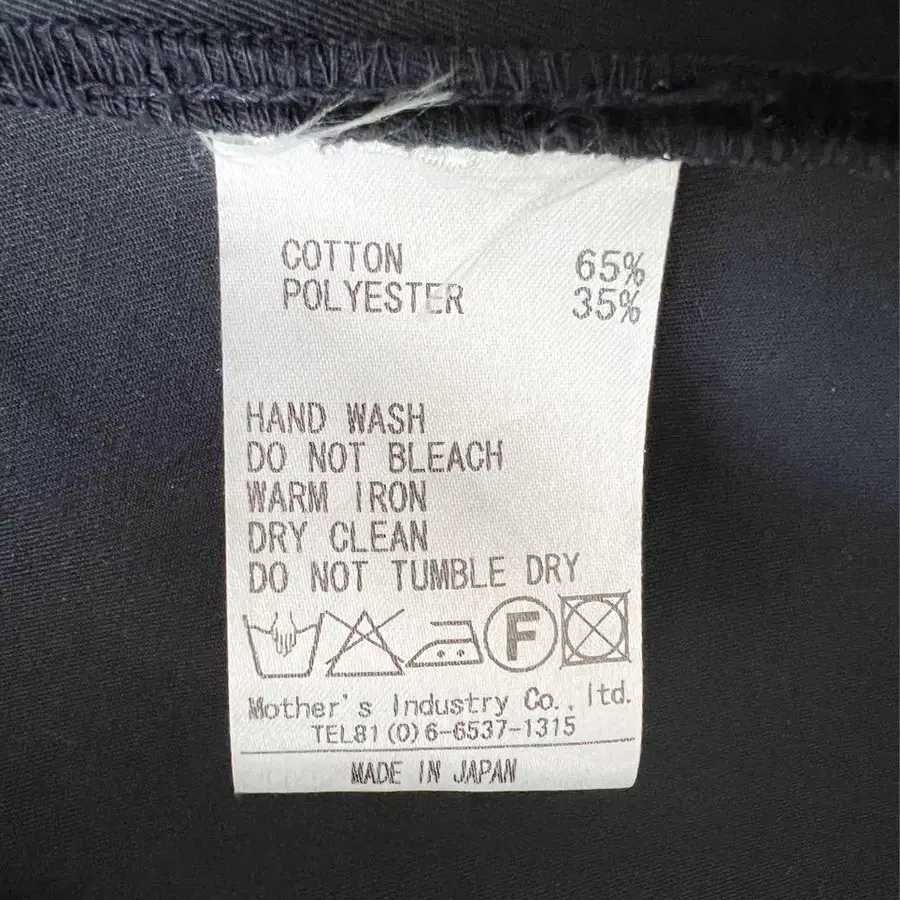 COTTON 65%
POLYESTER 35%
HAND WASH
DO NOT BLEACH
WARM IRON
DRY CLEAN
DO NOT TUMBLE DRY
F
Mother's Industry Co., ltd.
TEL81(0)6-6537-1315
MADE IN JAPAN